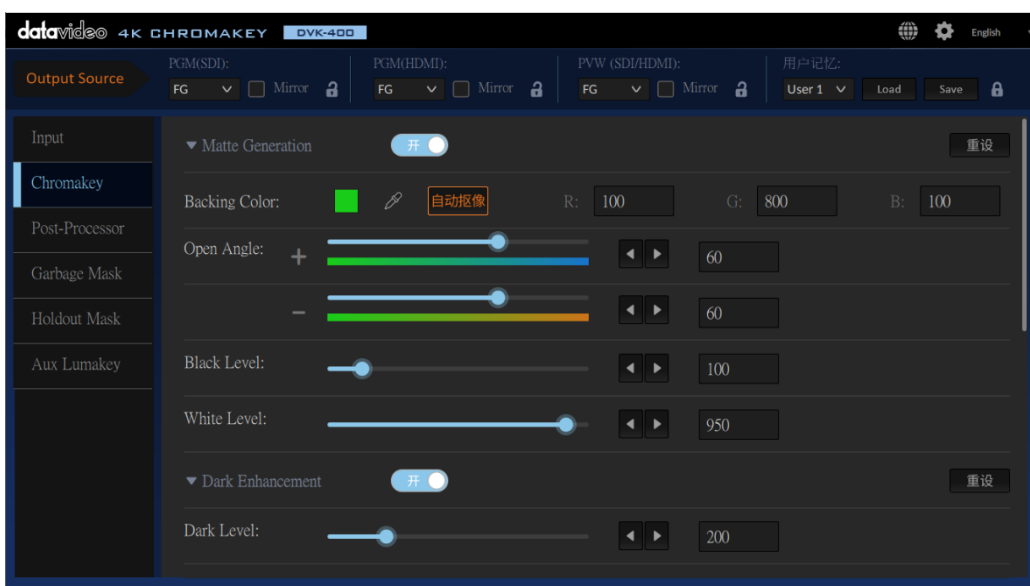 datavideo 4K CHROMAKEY DVK-400 English
Output Source
PGM(SDI): PGM(HDMI): PVW (SDI/HDMI): 用户记忆:
FG Mirror FG Mirror FG Mirror User 1 Load Save
Input
Chromakey
Post-Processor
Garbage Mask
Holdout Mask
Aux Lumakey
Matte Generation 开 重设
Backing Color: 自动抠像 R: 100 G: 800 B: 100
Open Angle: + 60
− 60
Black Level: 100
White Level: 950
Dark Enhancement 开 重设
Dark Level: 200